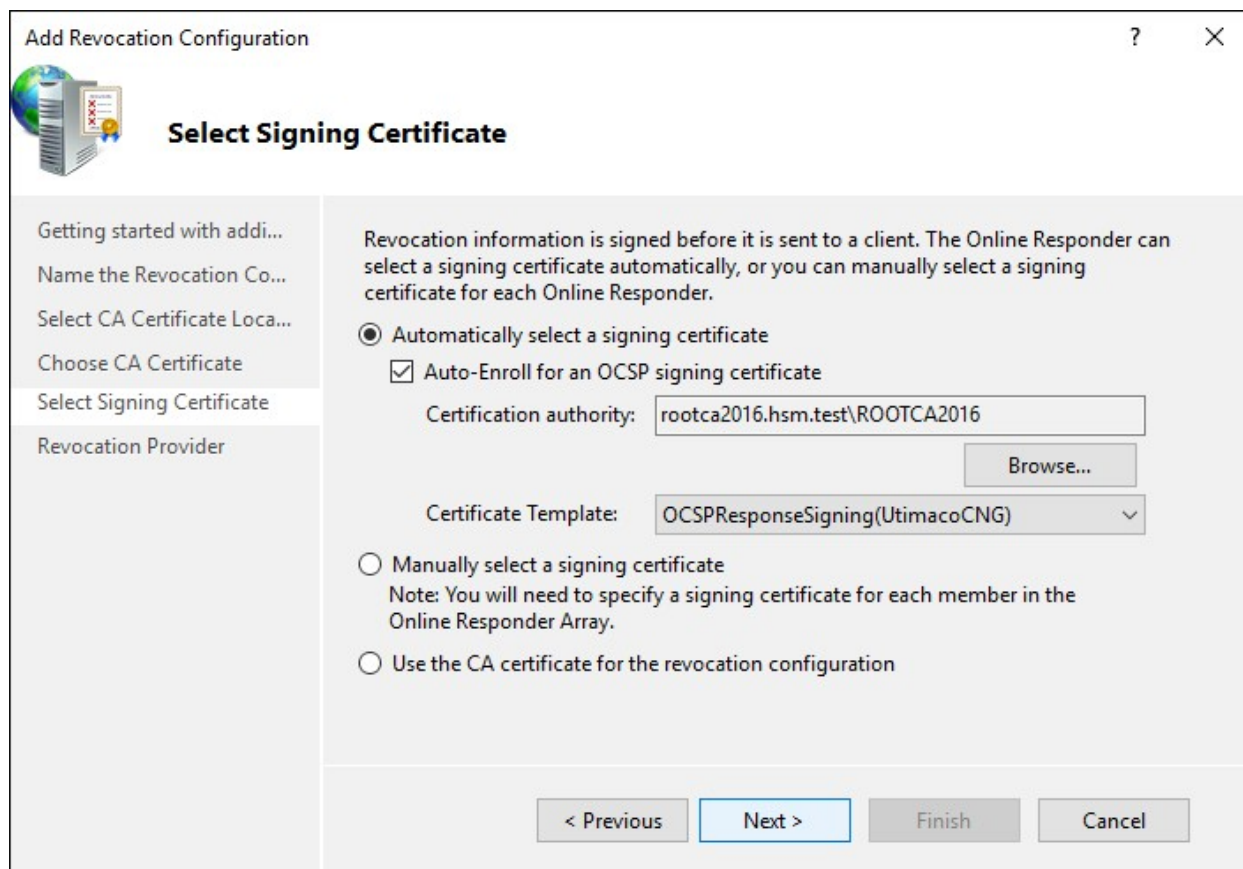 Add Revocation Configuration
?
Select Signing Certificate
Getting started with addi...
Name the Revocation Co...
Select CA Certificate Loca...
Choose CA Certificate
Select Signing Certificate
Revocation Provider
Revocation information is signed before it is sent to a client. The Online Responder can
select a signing certificate automatically, or you can manually select a signing
certificate for each Online Responder.
Automatically select a signing certificate
Auto-Enroll for an OCSP signing certificate
Certification authority: rootca2016.hsm.test\ROOTCA2016
Browse...
Certificate Template: OCSPResponseSigning(UtimacoCNG)
Manually select a signing certificate
Note: You will need to specify a signing certificate for each member in the
Online Responder Array.
Use the CA certificate for the revocation configuration
< Previous Next > Finish Cancel